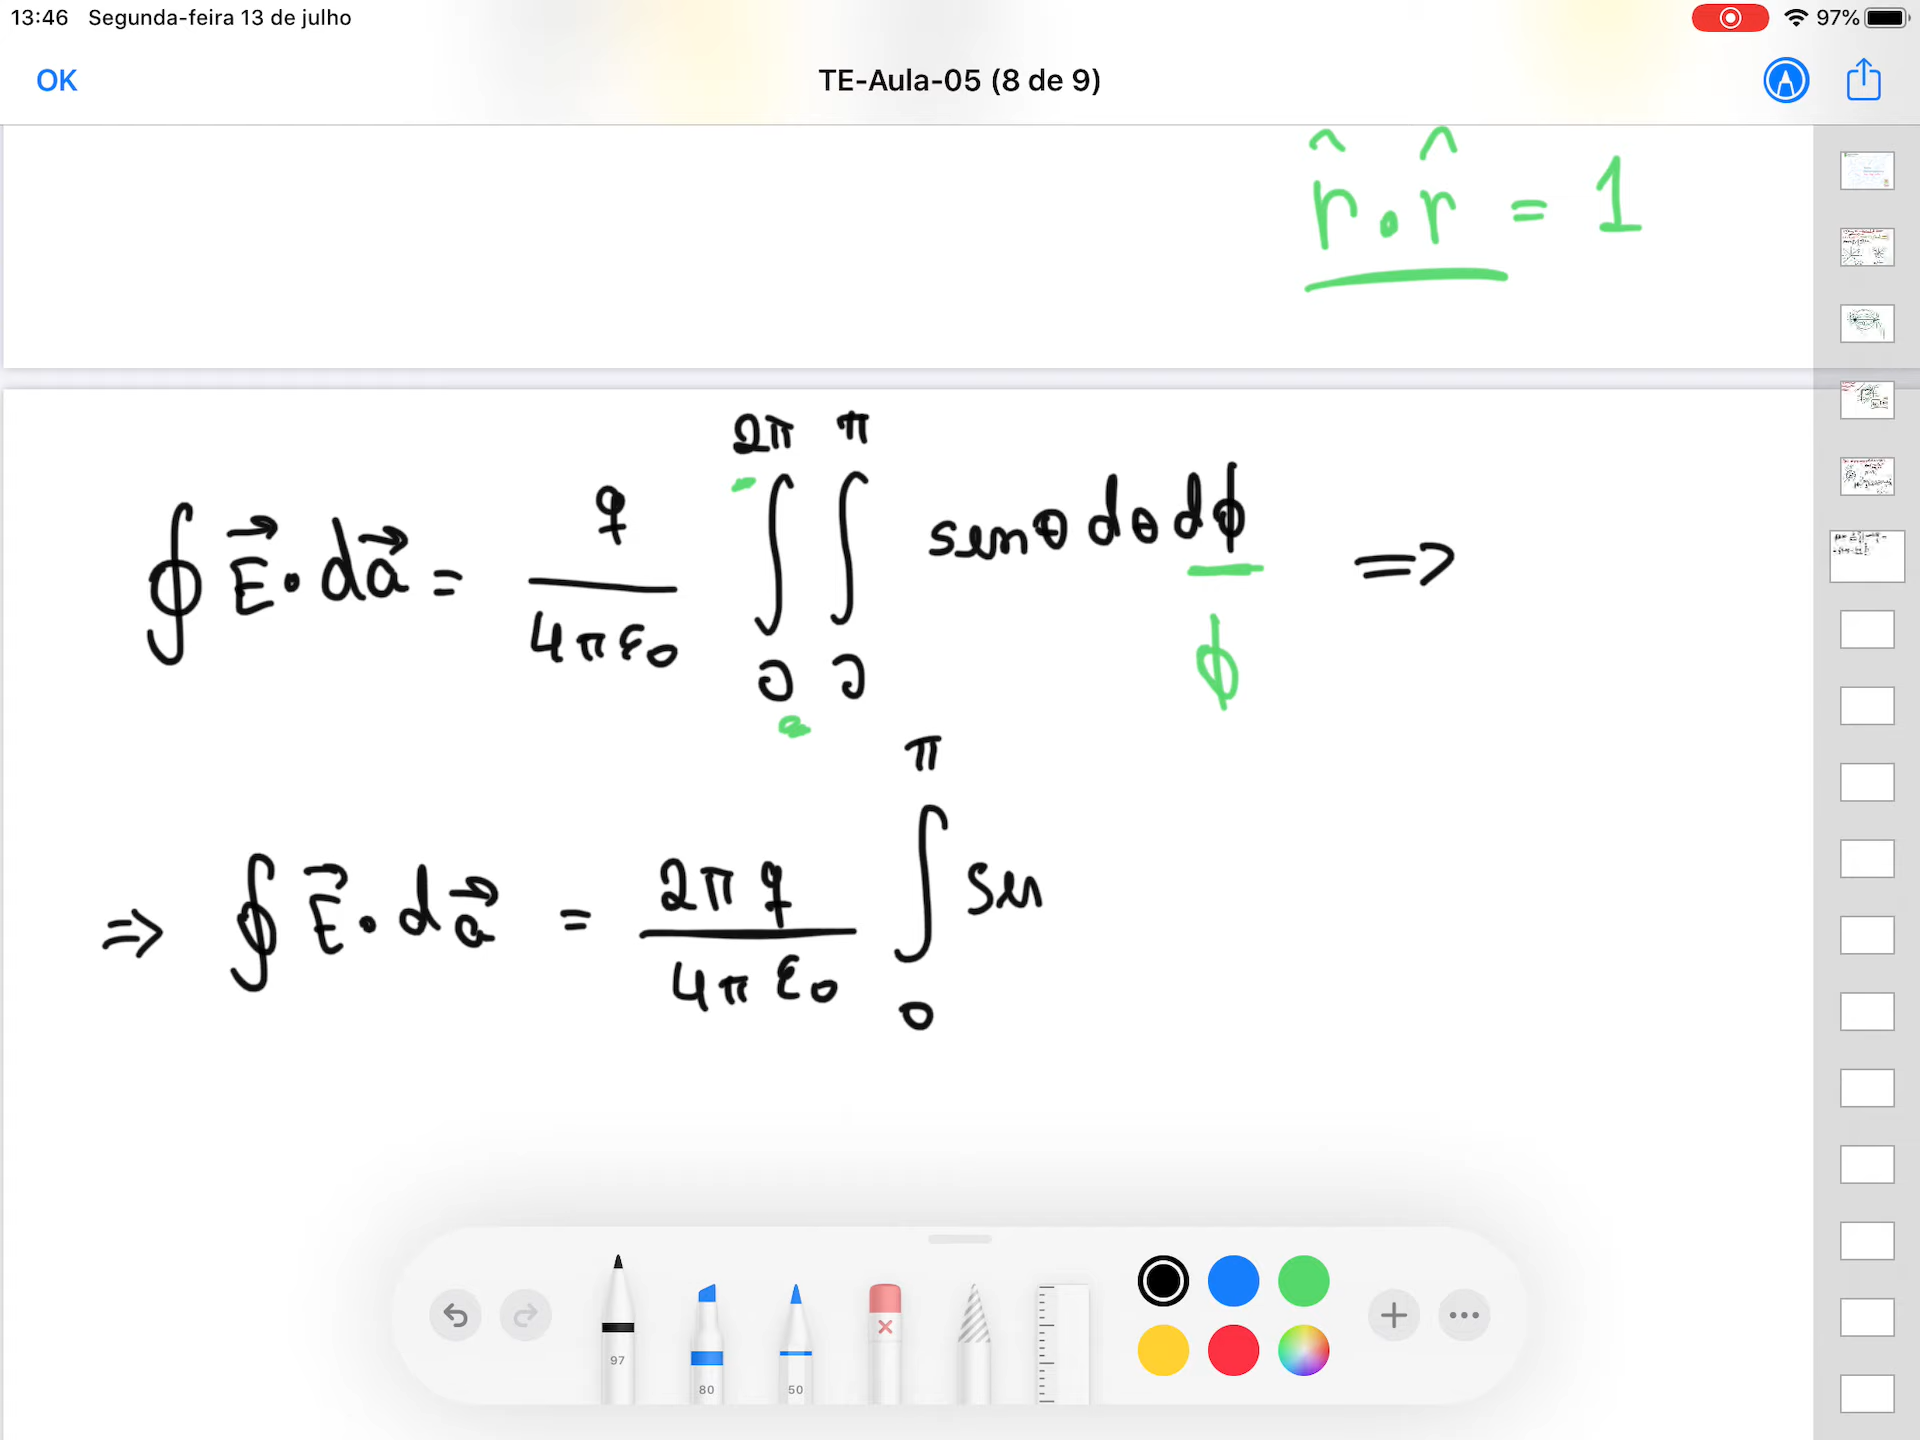 13:46 Segunda-feira 13 de julho 97%
OK TE-Aula-05 (8 de 9)
r̂ · r̂ = 1
∮ E⃗ · da⃗ = q / 4πε₀ ∫₀^2π ∫₀^π senθ dθ dϕ =>
ϕ
=> ∮ E⃗ · da⃗ = 2π q / 4π ε₀ ∫₀^π sen
97 80 50